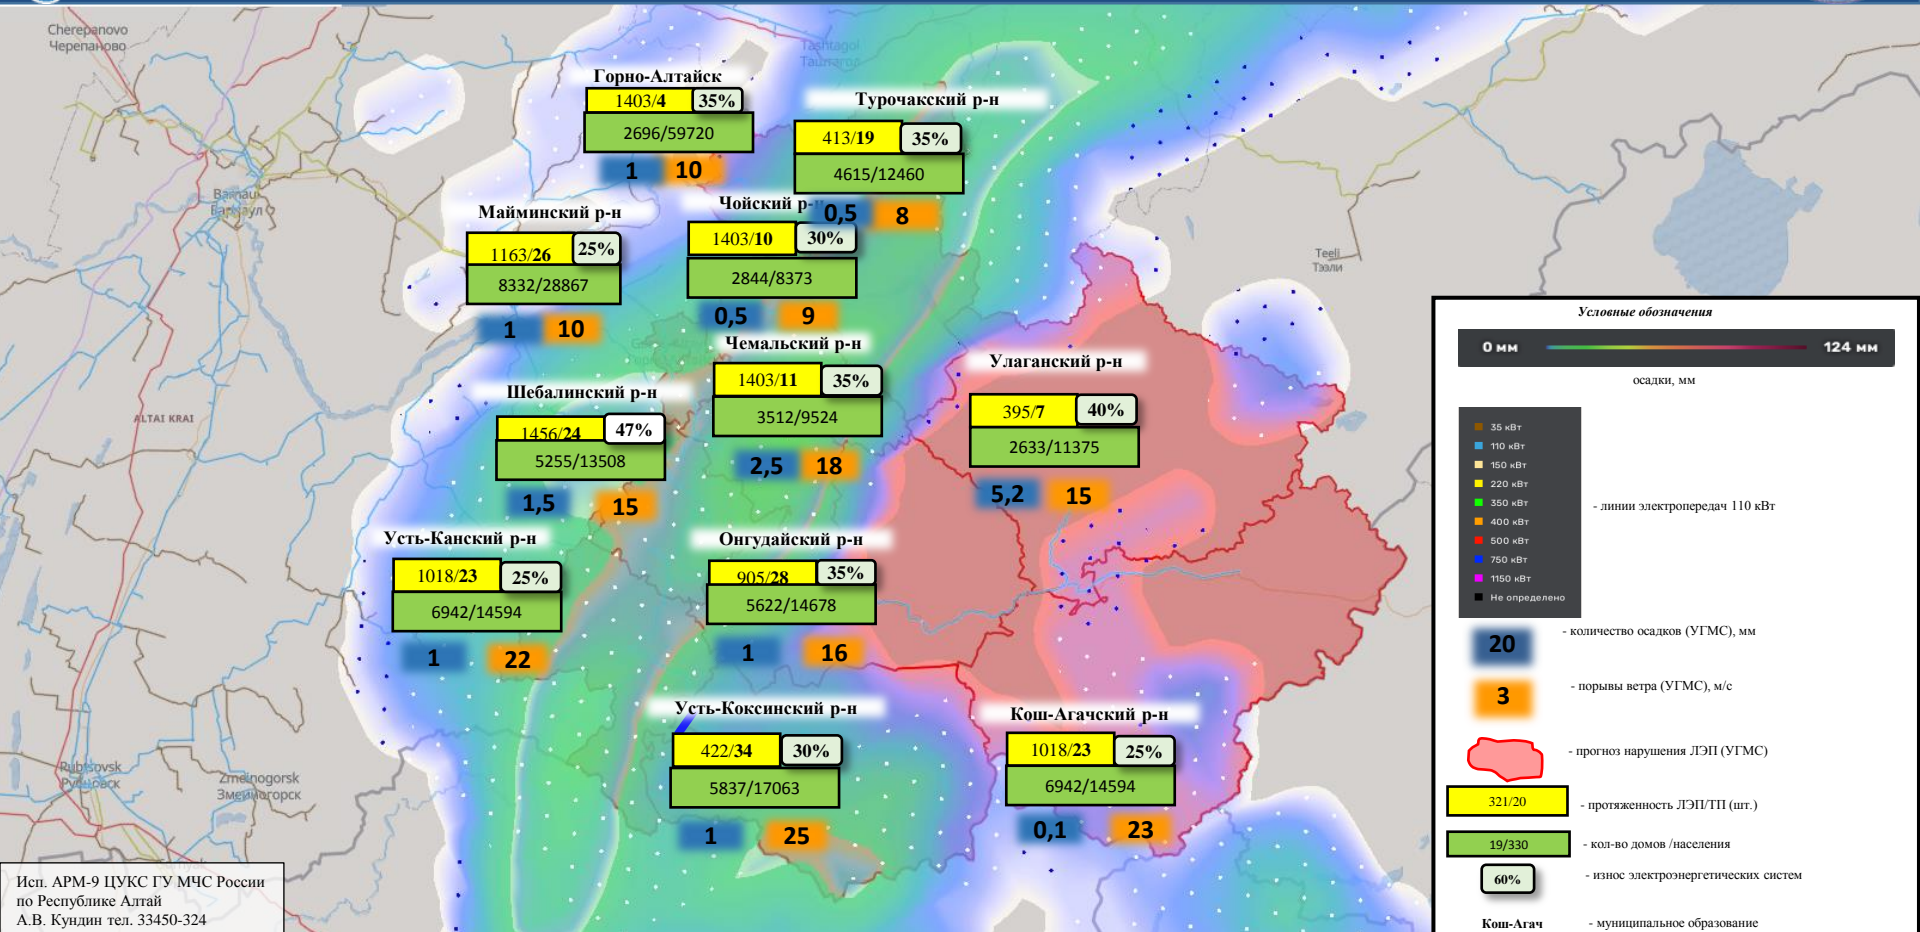 Cherepanovo
Черепаново
Tashtagol
Таштагол
Barnaul
Барнаул
ALTAI KRAI
Rubtsovsk
Рубцовск
Zmeinogorsk
Змеиногорск
Teeli
Тээли
Горно-Алтайск
1403/4 35%
2696/59720
1 10
Турочакский р-н
413/19 35%
4615/12460
0,5 8
Майминский р-н
1163/26 25%
8332/28867
1 10
Чойский р-н
1403/10 30%
2844/8373
0,5 9
Чемальский р-н
1403/11 35%
3512/9524
2,5 18
Шебалинский р-н
1456/24 47%
5255/13508
1,5 15
Улаганский р-н
395/7 40%
2633/11375
5,2 15
Усть-Канский р-н
1018/23 25%
6942/14594
1 22
Онгудайский р-н
905/28 35%
5622/14678
1 16
Усть-Коксинский р-н
422/34 30%
5837/17063
1 25
Кош-Агачский р-н
1018/23 25%
6942/14594
0,1 23
Условные обозначения
0 мм 124 мм
осадки, мм
35 кВт
110 кВт
150 кВт
220 кВт
350 кВт
400 кВт
500 кВт
750 кВт
1150 кВт
Не определено
- линии электропередач 110 кВт
20 - количество осадков (УГМС), мм
3 - порывы ветра (УГМС), м/с
- прогноз нарушения ЛЭП (УГМС)
321/20 - протяженность ЛЭП/ТП (шт.)
19/330 - кол-во домов /населения
60% - износ электроэнергетических систем
Кош-Агач - муниципальное образование
Исп. АРМ-9 ЦУКС ГУ МЧС России
по Республике Алтай
А.В. Кундин тел. 33450-324